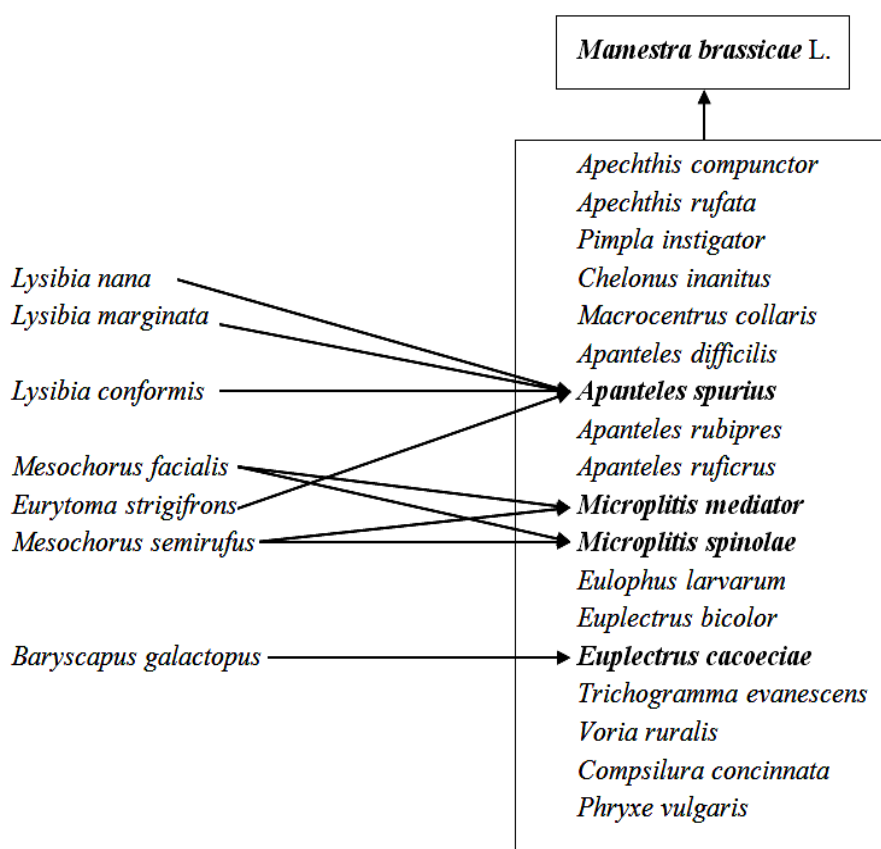 Mamestra brassicae L.
Apechthis compunctor
Apechthis rufata
Pimpla instigator
Lysibia nana
Chelonus inanitus
Lysibia marginata
Macrocentrus collaris
Apanteles difficilis
Lysibia conformis
Apanteles spurius
Apanteles rubipres
Mesochorus facialis
Apanteles ruficrus
Eurytoma strigifrons
Microplitis mediator
Mesochorus semirufus
Microplitis spinolae
Eulophus larvarum
Euplectrus bicolor
Baryscapus galactopus
Euplectrus cacoeciae
Trichogramma evanescens
Voria ruralis
Compsilura concinnata
Phryxe vulgaris